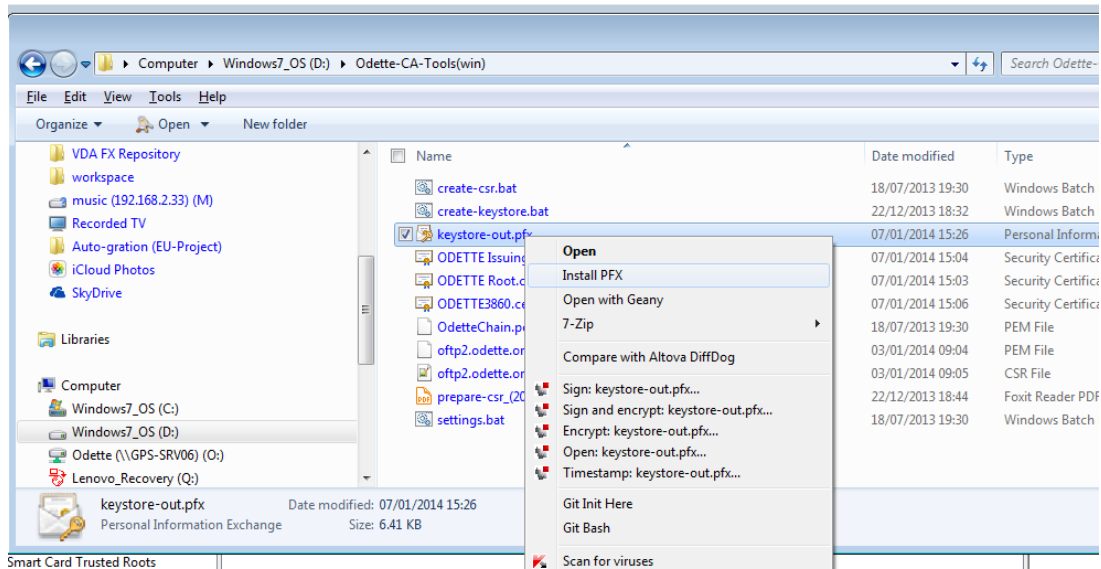 Computer ▸ Windows7_OS (D:) ▸ Odette-CA-Tools(win)
Search Odette-
File Edit View Tools Help
Organize Open New folder
VDA FX Repository
workspace
music (192.168.2.33) (M)
Recorded TV
Auto-gration (EU-Project)
iCloud Photos
SkyDrive
Libraries
Computer
Windows7_OS (C:)
Windows7_OS (D:)
Odette (\\GPS-SRV06) (O:)
Lenovo_Recovery (Q:)
Name Date modified Type
create-csr.bat 18/07/2013 19:30 Windows Batch
create-keystore.bat 22/12/2013 18:32 Windows Batch
keystore-out.pfx 07/01/2014 15:26 Personal Informa
ODETTE Issuing 07/01/2014 15:04 Security Certifica
ODETTE Root.c 07/01/2014 15:03 Security Certifica
ODETTE3860.ce 07/01/2014 15:06 Security Certifica
OdetteChain.pe 18/07/2013 19:30 PEM File
oftp2.odette.or 03/01/2014 09:04 PEM File
oftp2.odette.or 03/01/2014 09:05 CSR File
prepare-csr_(20 22/12/2013 18:44 Foxit Reader PDF
settings.bat 18/07/2013 19:30 Windows Batch
Open
Install PFX
Open with Geany
7-Zip
Compare with Altova DiffDog
Sign: keystore-out.pfx...
Sign and encrypt: keystore-out.pfx...
Encrypt: keystore-out.pfx...
Open: keystore-out.pfx...
Timestamp: keystore-out.pfx...
Git Init Here
Git Bash
Scan for viruses
keystore-out.pfx Date modified: 07/01/2014 15:26
Personal Information Exchange Size: 6.41 KB
Smart Card Trusted Roots